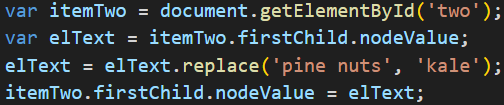 var itemTwo = document.getElementById('two');
var elText = itemTwo.firstChild.nodeValue;
elText = elText.replace('pine nuts', 'kale');
itemTwo.firstChild.nodeValue = elText;